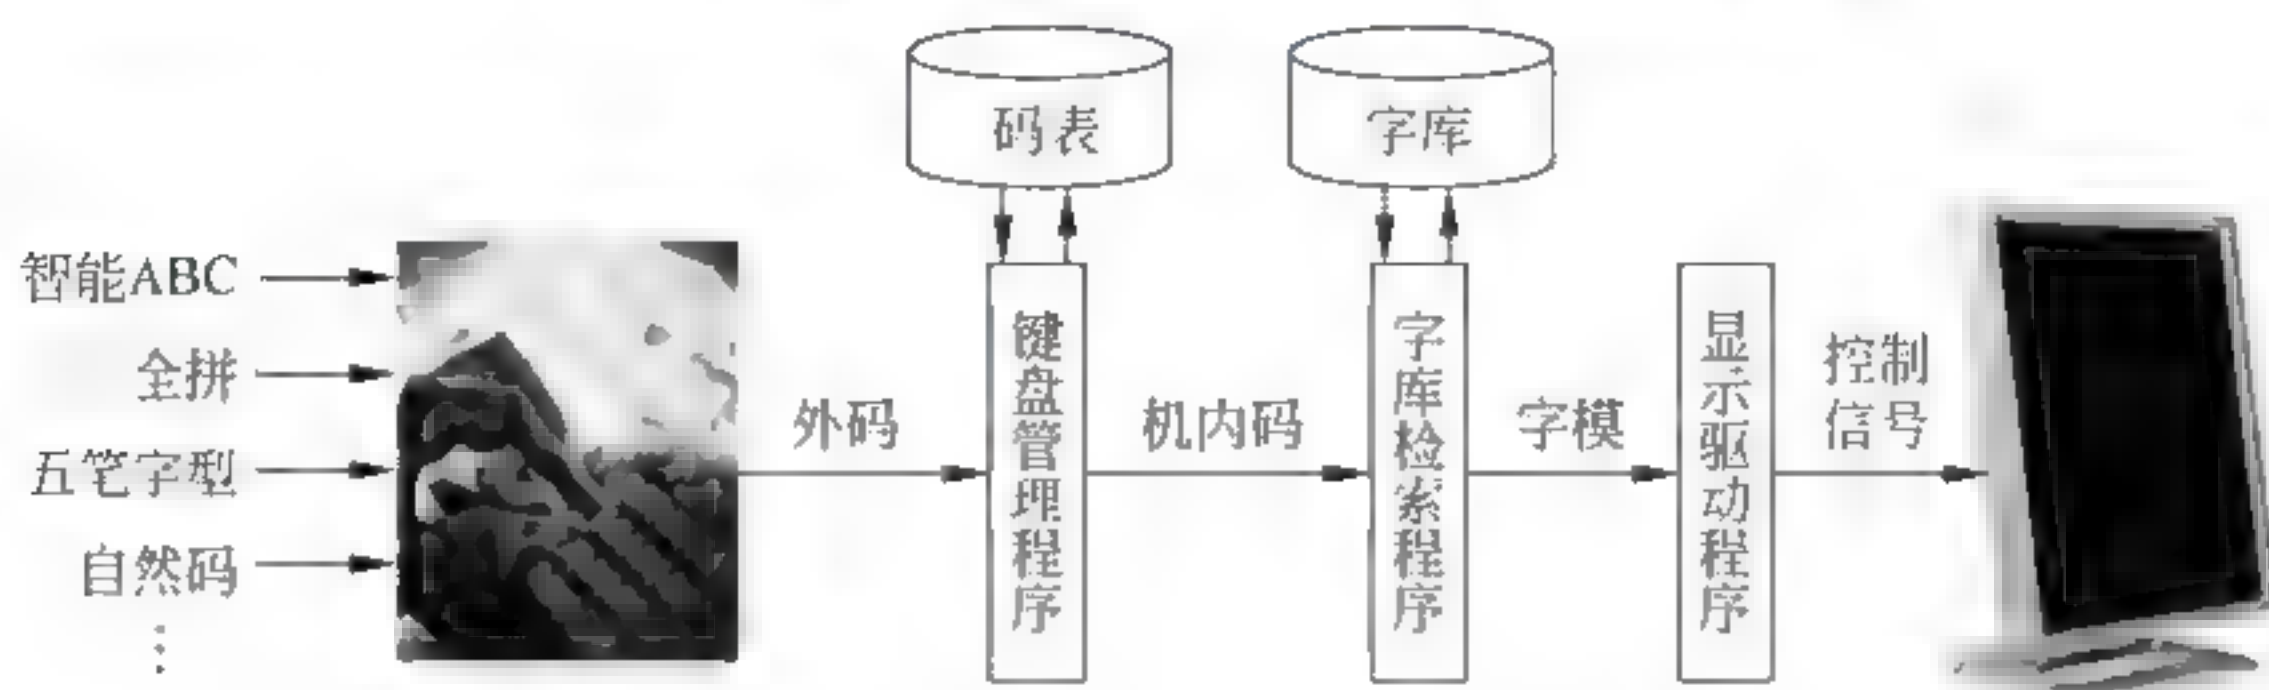 码表
字库
智能ABC
全拼
五笔字型
自然码
⋮
外码
键盘管理程序
机内码
字库检索程序
字模
显示驱动程序
控制
信号